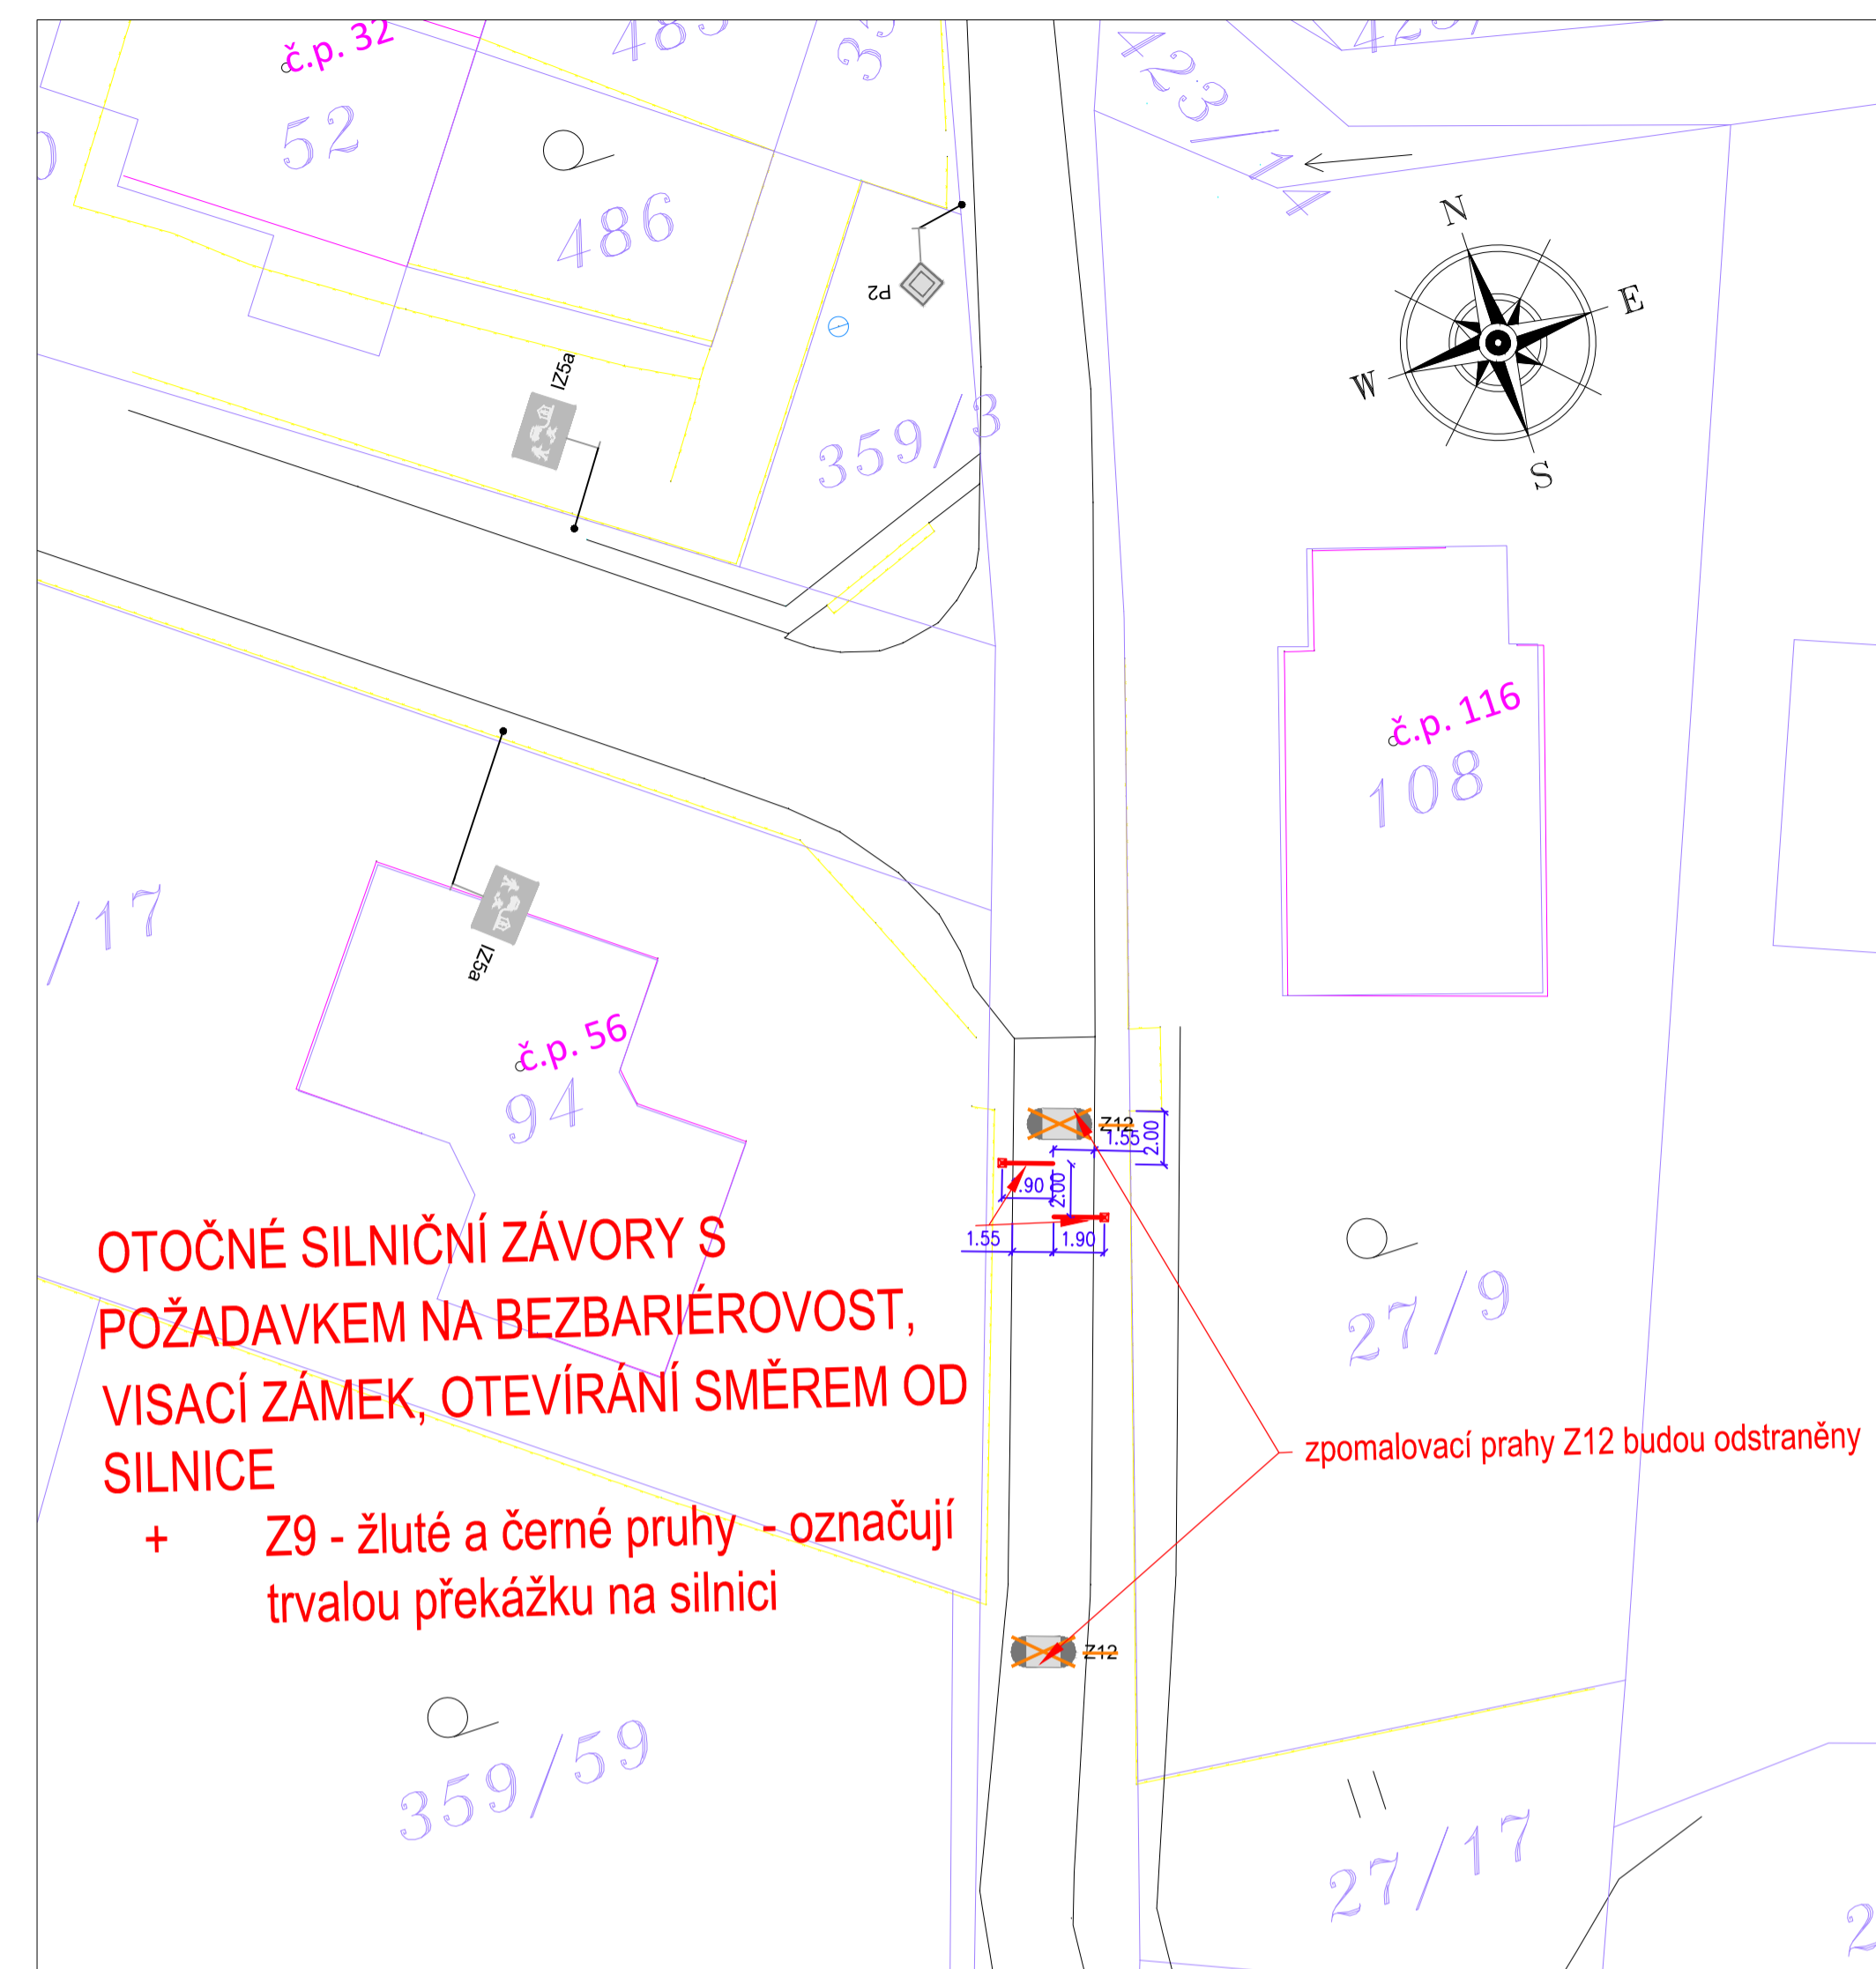 č.p. 32
52
486
423/14
N
E
W
S
P2
IZ5a
359/3
č.p. 116
108
/17
IZ5a
č.p. 56
94
Z12
1.55
2.00
.90
2.00
1.55
1.90
OTOČNÉ SILNIČNÍ ZÁVORY S
POŽADAVKEM NA BEZBARIÉROVOST,
VISACÍ ZÁMEK, OTEVÍRÁNÍ SMĚREM OD
SILNICE
+ Z9 - žluté a černé pruhy - označují
trvalou překážku na silnici
27/9
zpomalovací prahy Z12 budou odstraněny
Z12
359/59
27/17